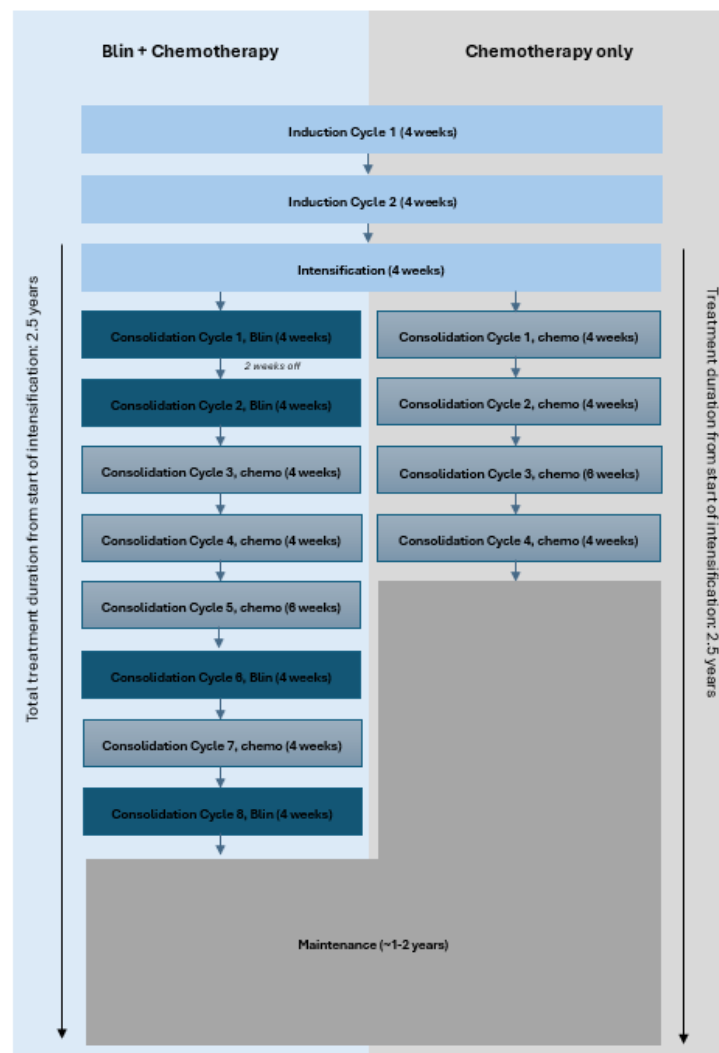 Blin + Chemotherapy
Chemotherapy only
Induction Cycle 1 (4 weeks)
Induction Cycle 2 (4 weeks)
Intensification (4 weeks)
Total treatment duration from start of intensification: 2.5 years
Consolidation Cycle 1, Blin (4 weeks)
2 weeks off
Consolidation Cycle 2, Blin (4 weeks)
Consolidation Cycle 3, chemo (4 weeks)
Consolidation Cycle 4, chemo (4 weeks)
Consolidation Cycle 5, chemo (6 weeks)
Consolidation Cycle 6, Blin (4 weeks)
Consolidation Cycle 7, chemo (4 weeks)
Consolidation Cycle 8, Blin (4 weeks)
Consolidation Cycle 1, chemo (4 weeks)
Consolidation Cycle 2, chemo (4 weeks)
Consolidation Cycle 3, chemo (6 weeks)
Consolidation Cycle 4, chemo (4 weeks)
Treatment duration from start of intensification: 2.5 years
Maintenance (~1-2 years)